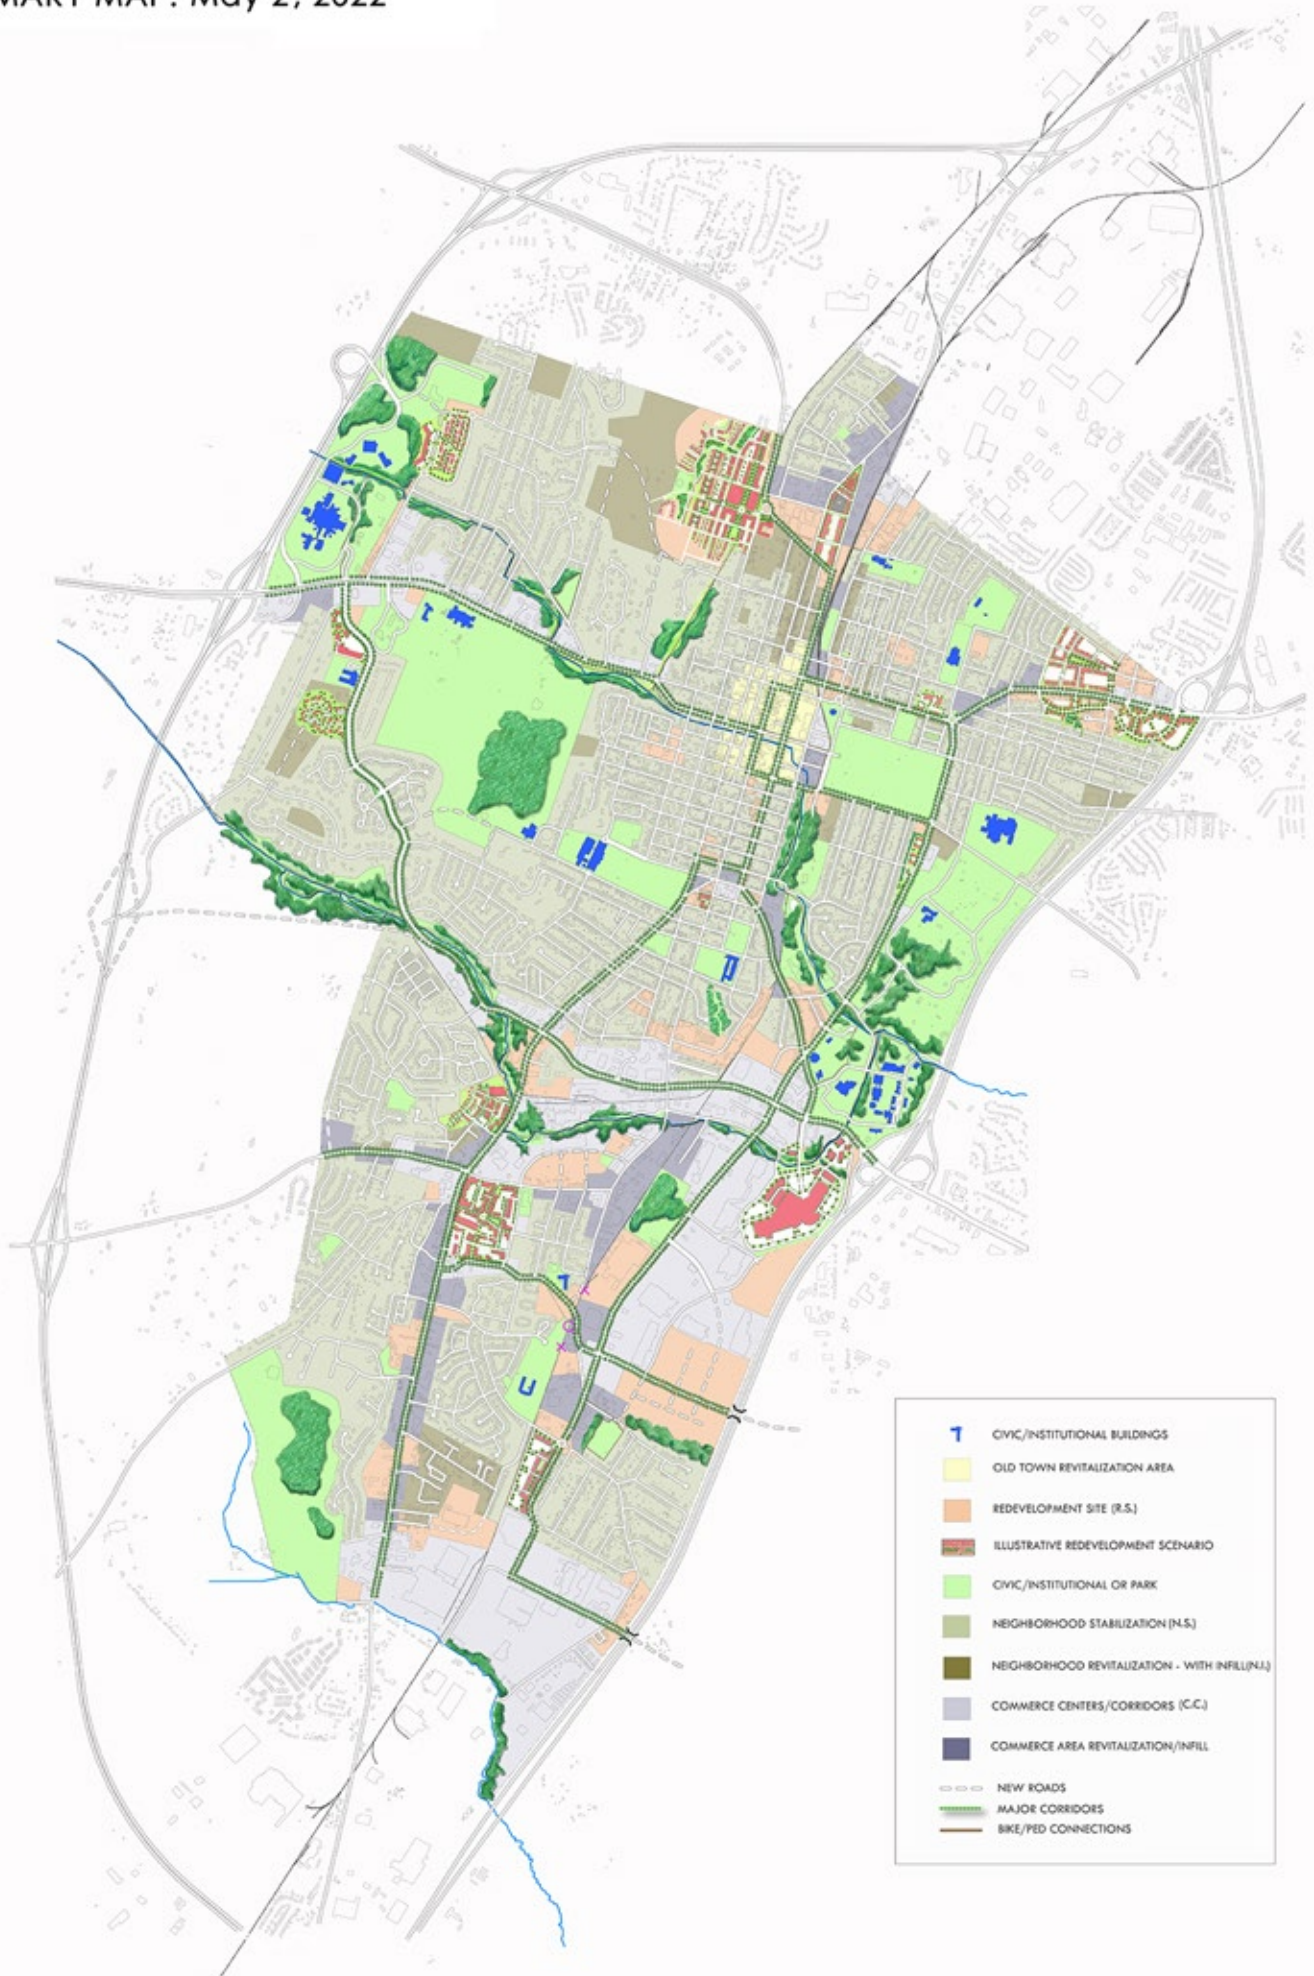 MARY MAP: May 2, 2022
CIVIC/INSTITUTIONAL BUILDINGS
OLD TOWN REVITALIZATION AREA
REDEVELOPMENT SITE (R.S.)
ILLUSTRATIVE REDEVELOPMENT SCENARIO
CIVIC/INSTITUTIONAL OR PARK
NEIGHBORHOOD STABILIZATION (N.S.)
NEIGHBORHOOD REVITALIZATION - WITH INFILL(N.I.)
COMMERCE CENTERS/CORRIDORS (C.C.)
COMMERCE AREA REVITALIZATION/INFILL
NEW ROADS
MAJOR CORRIDORS
BIKE/PED CONNECTIONS